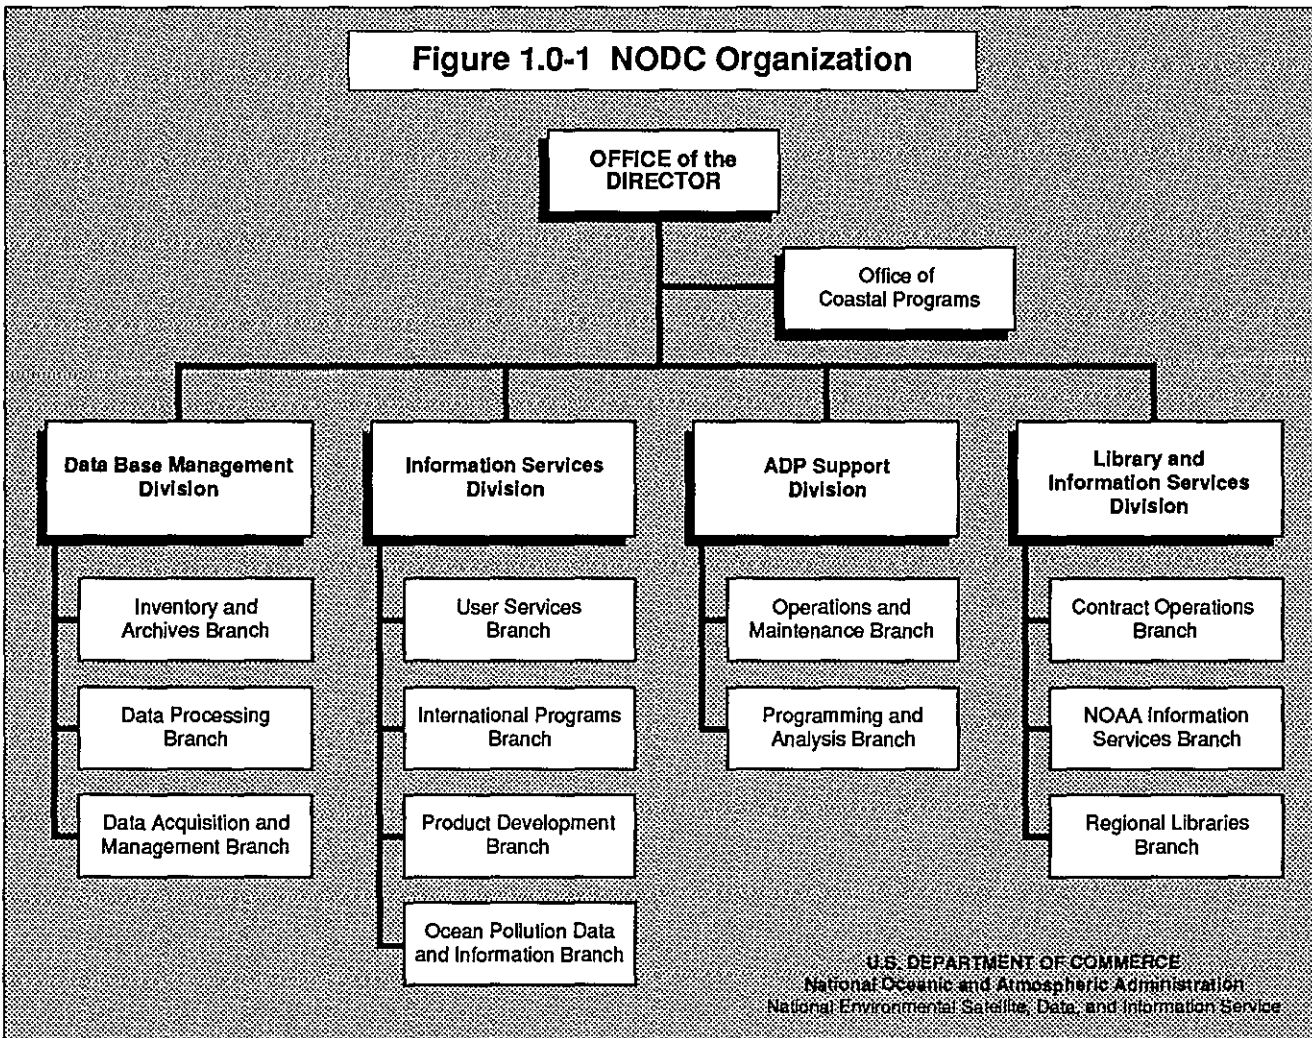 Figure 1.0-1 NODC Organization
OFFICE of the
DIRECTOR
Office of
Coastal Programs
Data Base Management
Division
Inventory and
Archives Branch
Data Processing
Branch
Data Acquisition and
Management Branch
Information Services
Division
User Services
Branch
International Programs
Branch
Product Development
Branch
Ocean Pollution Data
and Information Branch
ADP Support
Division
Operations and
Maintenance Branch
Programming and
Analysis Branch
Library and
Information Services
Division
Contract Operations
Branch
NOAA Information
Services Branch
Regional Libraries
Branch
U.S. DEPARTMENT OF COMMERCE
National Oceanic and Atmospheric Administration
National Environmental Satellite, Data, and Information Service